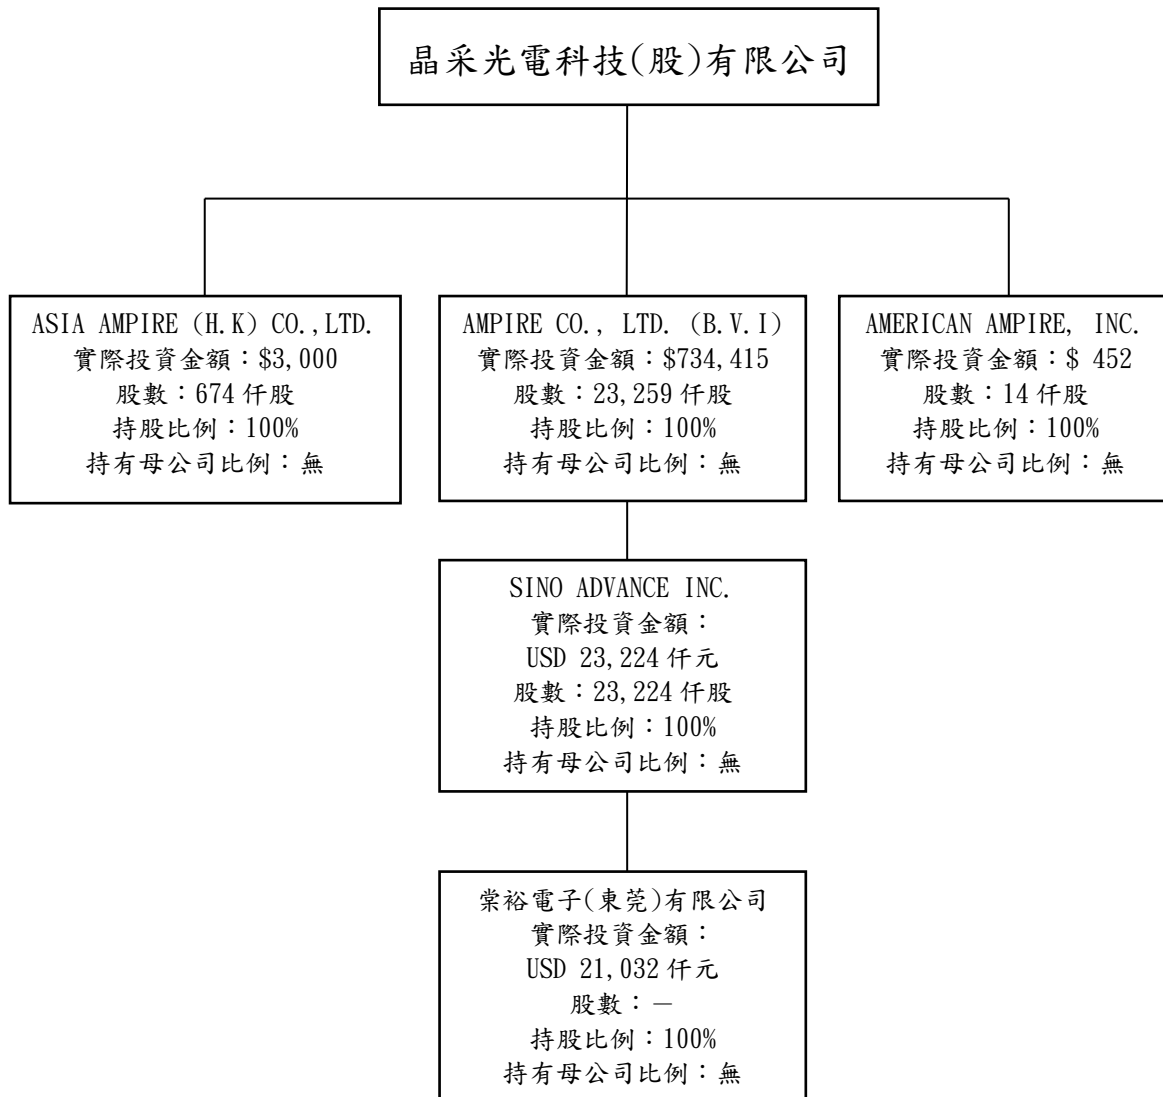 晶采光電科技(股)有限公司
ASIA AMPIRE (H.K) CO.,LTD.
實際投資金額：$3,000
股數：674 仟股
持股比例：100%
持有母公司比例：無
AMPIRE CO., LTD. (B.V.I)
實際投資金額：$734,415
股數：23,259 仟股
持股比例：100%
持有母公司比例：無
AMERICAN AMPIRE, INC.
實際投資金額：$ 452
股數：14 仟股
持股比例：100%
持有母公司比例：無
SINO ADVANCE INC.
實際投資金額：
USD 23,224 仟元
股數：23,224 仟股
持股比例：100%
持有母公司比例：無
棠裕電子(東莞)有限公司
實際投資金額：
USD 21,032 仟元
股數：－
持股比例：100%
持有母公司比例：無